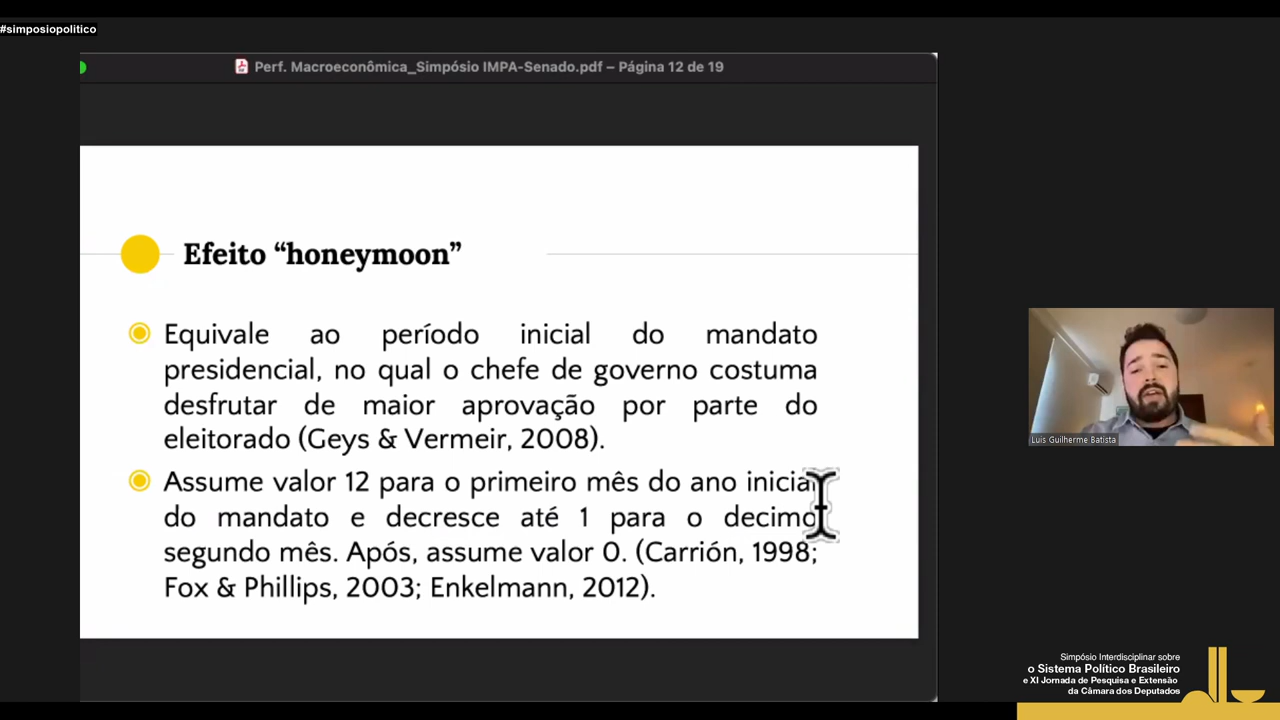 #simposiopolitico
Perf. Macroeconômica_Simpósio IMPA-Senado.pdf – Página 12 de 19
Efeito “honeymoon”
Equivale ao período inicial do mandato
presidencial, no qual o chefe de governo costuma
desfrutar de maior aprovação por parte do
eleitorado (Geys & Vermeir, 2008).
Assume valor 12 para o primeiro mês do ano inicial
do mandato e decresce até 1 para o decimo
segundo mês. Após, assume valor 0. (Carrión, 1998;
Fox & Phillips, 2003; Enkelmann, 2012).
Luis Guilherme Batista
Simpósio Interdisciplinar sobre
o Sistema Político Brasileiro
e XI Jornada de Pesquisa e Extensão
da Câmara dos Deputados